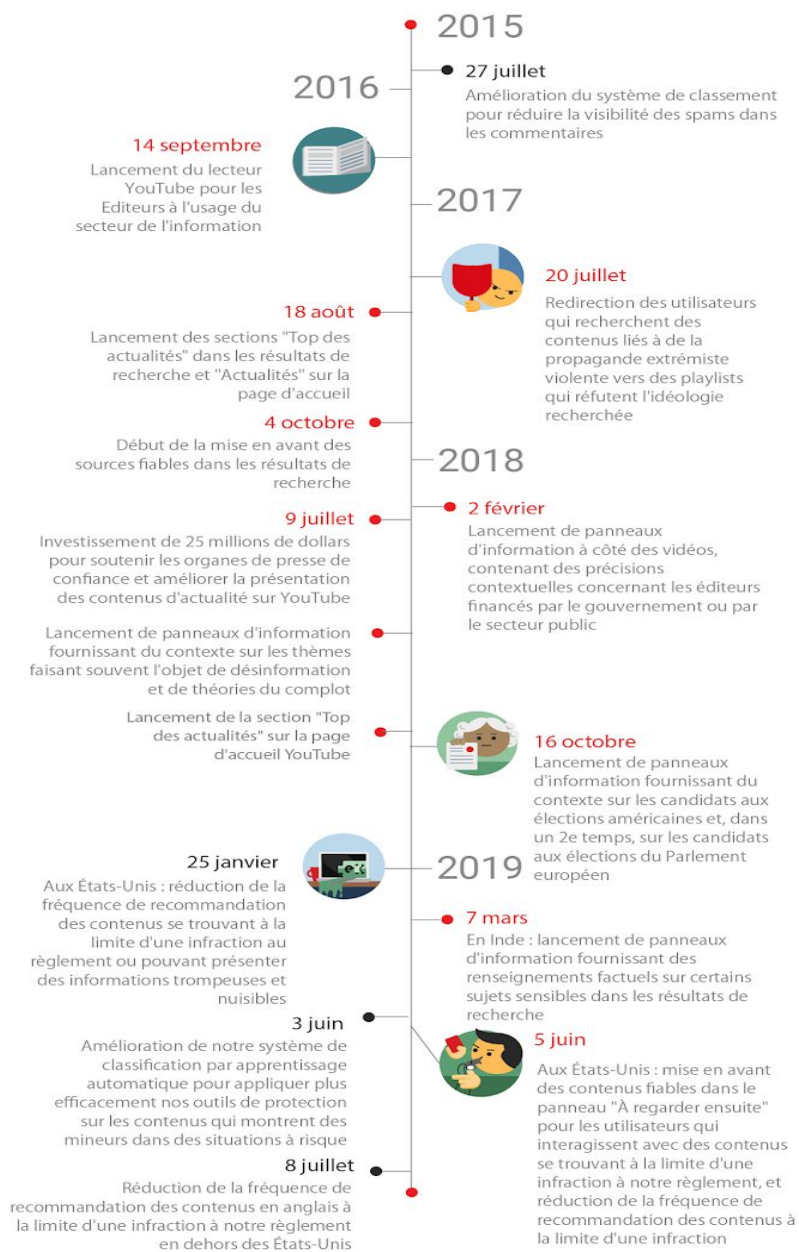 2015
27 juillet
Amélioration du système de classement
pour réduire la visibilité des spams dans
les commentaires
2016
14 septembre
Lancement du lecteur
YouTube pour les
Editeurs à l'usage du
secteur de l'information
2017
20 juillet
Redirection des utilisateurs
qui recherchent des
contenus liés à de la
propagande extrémiste
violente vers des playlists
qui réfutent l'idéologie
recherchée
18 août
Lancement des sections "Top des
actualités" dans les résultats de
recherche et "Actualités" sur la
page d'accueil
4 octobre
Début de la mise en avant des
sources fiables dans les résultats de
recherche
2018
2 février
Lancement de panneaux
d'information à côté des vidéos,
contenant des précisions
contextuelles concernant les éditeurs
financés par le gouvernement ou par
le secteur public
9 juillet
Investissement de 25 millions de dollars
pour soutenir les organes de presse de
confiance et améliorer la présentation
des contenus d'actualité sur YouTube
Lancement de panneaux d'information
fournissant du contexte sur les thèmes
faisant souvent l'objet de désinformation
et de théories du complot
Lancement de la section "Top
des actualités" sur la page
d'accueil YouTube
16 octobre
Lancement de panneaux
d'information fournissant du
contexte sur les candidats aux
élections américaines et, dans
un 2e temps, sur les candidats
aux élections du Parlement
européen
2019
25 janvier
Aux États-Unis : réduction de la
fréquence de recommandation
des contenus se trouvant à la
limite d'une infraction au
règlement ou pouvant présenter
des informations trompeuses et
nuisibles
7 mars
En Inde : lancement de panneaux
d'information fournissant des
renseignements factuels sur certains
sujets sensibles dans les résultats de
recherche
3 juin
Amélioration de notre système de
classification par apprentissage
automatique pour appliquer plus
efficacement nos outils de protection
sur les contenus qui montrent des
mineurs dans des situations à risque
5 juin
Aux États-Unis : mise en avant
des contenus fiables dans le
panneau "À regarder ensuite"
pour les utilisateurs qui
interagissent avec des contenus
se trouvant à la limite d'une
infraction à notre règlement, et
réduction de la fréquence de
recommandation des contenus à
la limite d'une infraction
8 juillet
Réduction de la fréquence de
recommandation des contenus en anglais à
la limite d'une infraction à notre règlement
en dehors des États-Unis